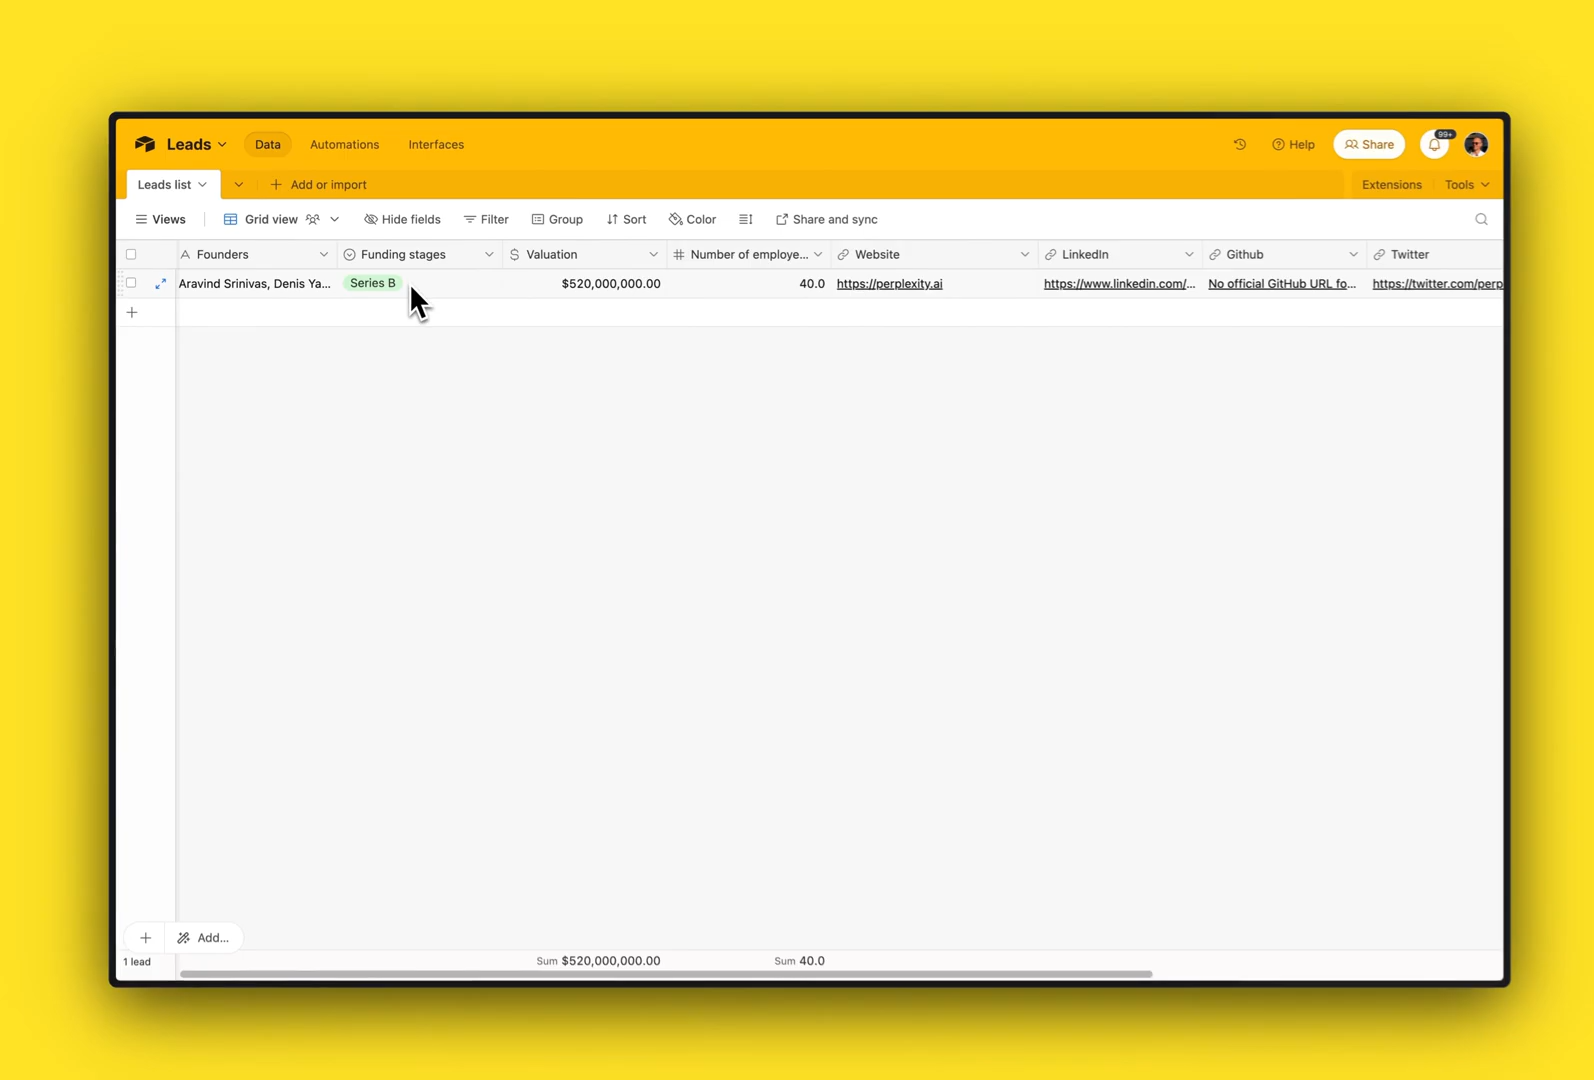 Leads
Data
Automations
Interfaces
Help
Share
99+
Leads list
Add or import
Extensions
Tools
Views
Grid view
Hide fields
Filter
Group
Sort
Color
Share and sync
Founders
Funding stages
Valuation
Number of employe...
Website
LinkedIn
Github
Twitter
Aravind Srinivas, Denis Ya...
Series B
$520,000,000.00
40.0
https://perplexity.ai
https://www.linkedin.com/...
No official GitHub URL fo...
https://twitter.com/perp
Add...
1 lead
Sum $520,000,000.00
Sum 40.0